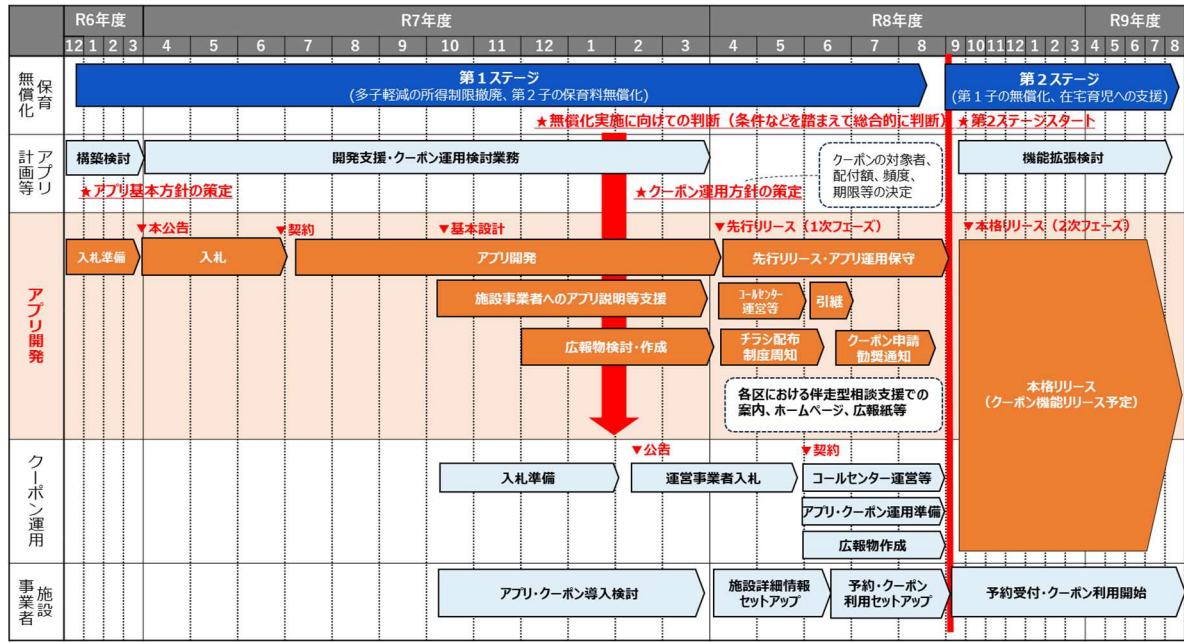 R6年度 R7年度 R8年度 R9年度
12 1 2 3 4 5 6 7 8 9 10 11 12 1 2 3 4 5 6 7 8 9 10 11 12 1 2 3 4 5 6 7 8
保育無償化
第1ステージ
(多子軽減の所得制限撤廃、第2子の保育料無償化)
第2ステージ
(第1子の無償化、在宅育児への支援)
★無償化実施に向けての判断（条件などを踏まえて総合的に判断）
★第2ステージスタート
アプリ計画等
構築検討
開発支援・クーポン運用検討業務
クーポンの対象者、
配付額、頻度、
期限等の決定
機能拡張検討
★アプリ基本方針の策定
★クーポン運用方針の策定
アプリ開発
▼本公告
▼契約
▼基本設計
▼先行リリース（1次フェーズ）
▼本格リリース（2次フェーズ）
入札準備
入札
アプリ開発
先行リリース・アプリ運用保守
施設事業者へのアプリ説明等支援
コールセンター
運営等
引継
広報物検討・作成
チラシ配布
制度周知
クーポン申請
勧奨通知
各区における伴走型相談支援での
案内、ホームページ、広報紙等
本格リリース
(クーポン機能リリース予定)
クーポン運用
▼公告
▼契約
入札準備
運営事業者入札
コールセンター運営等
アプリ・クーポン運用準備
広報物作成
施設事業者
アプリ・クーポン導入検討
施設詳細情報
セットアップ
予約・クーポン
利用セットアップ
予約受付・クーポン利用開始